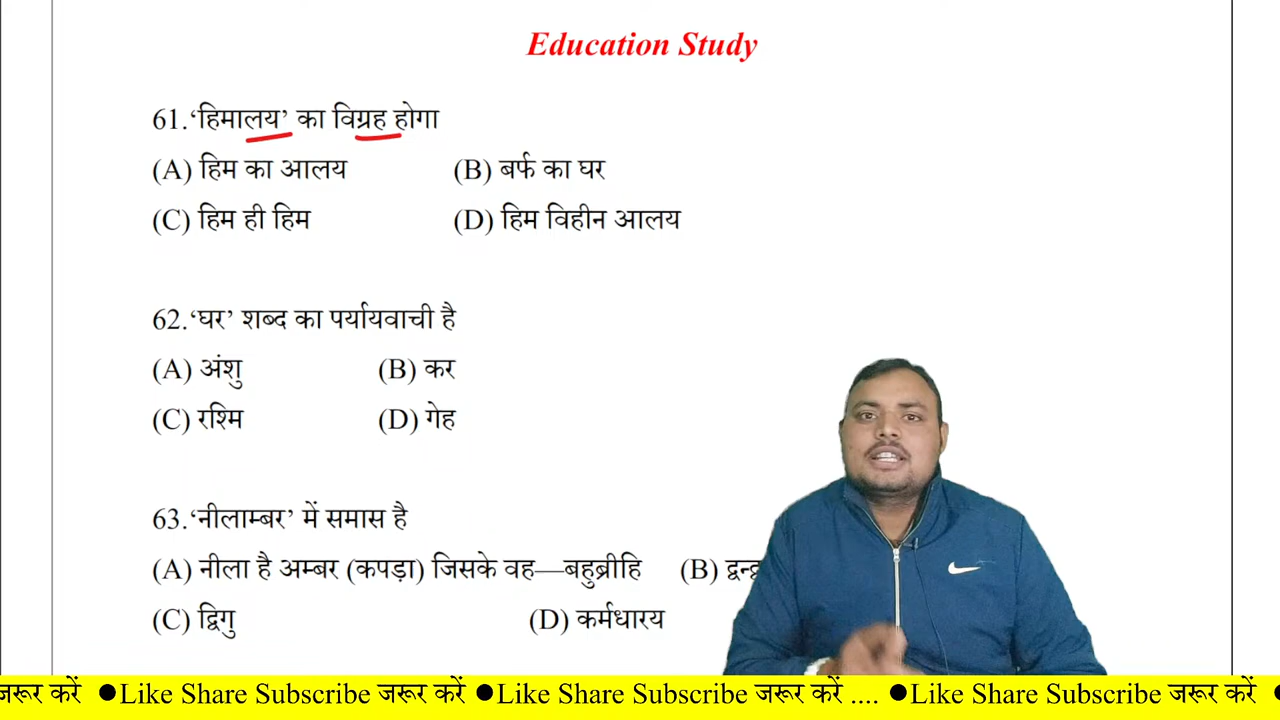 Education Study
61.‘हिमालय’ का विग्रह होगा
(A) हिम का आलय (B) बर्फ का घर
(C) हिम ही हिम (D) हिम विहीन आलय
62.‘घर’ शब्द का पर्यायवाची है
(A) अंशु (B) कर
(C) रश्मि (D) गेह
63.‘नीलाम्बर’ में समास है
(A) नीला है अम्बर (कपड़ा) जिसके वह—बहुब्रीहि (B)
(C) द्विगु (D) कर्मधारय
जरूर करें ●Like Share Subscribe जरूर करें ●Like Share Subscribe जरूर करें .... ●Like Share Subscribe जरूर करें ●